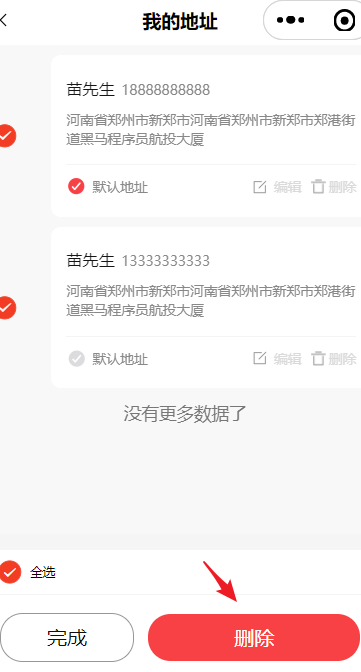 我的地址
苗先生 18888888888
河南省郑州市新郑市河南省郑州市新郑市郑港街
道黑马程序员航投大厦
默认地址 编辑 删除
苗先生 13333333333
河南省郑州市新郑市河南省郑州市新郑市郑港街
道黑马程序员航投大厦
默认地址 编辑 删除
没有更多数据了
全选
完成 删除